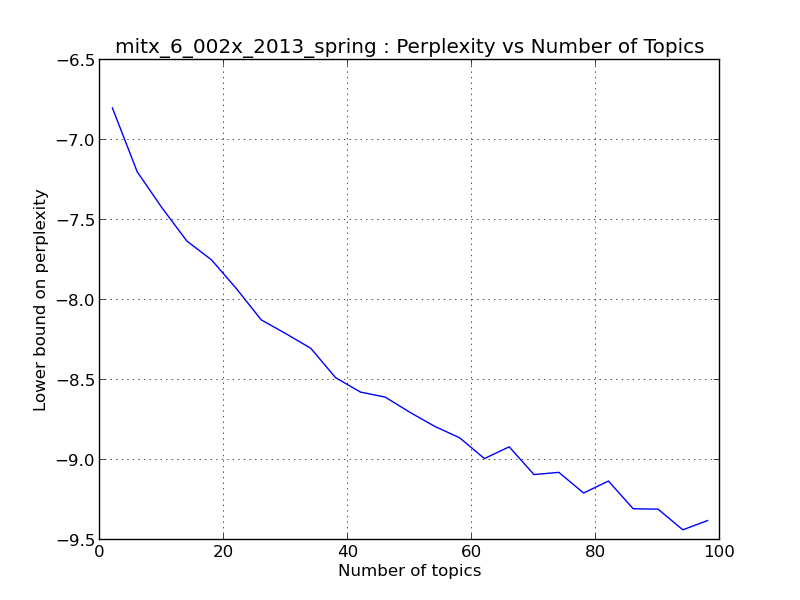 mitx_6_002x_2013_spring : Perplexity vs Number of Topics
−6.5
−7.0
−7.5
−8.0
−8.5
−9.0
−9.5
Lower bound on perplexity
0 20 40 60 80 100
Number of topics